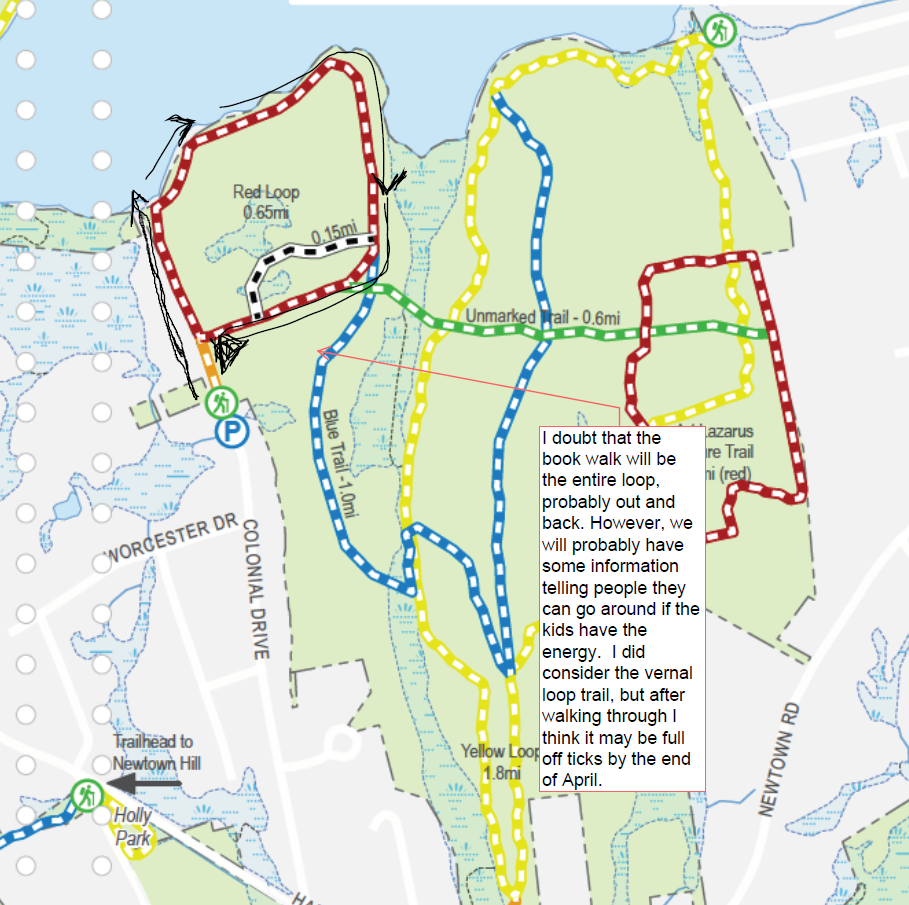 Red Loop
0.65mi
0.15mi
Unmarked Trail - 0.6mi
Lazarus
Trail
(red)
P
Blue Trail -1.0mi
I doubt that the
book walk will be
the entire loop,
probably out and
back. However, we
will probably have
some information
telling people they
can go around if the
kids have the
energy.  I did
consider the vernal
loop trail, but after
walking through I
think it may be full
off ticks by the end
of April.
WORCESTER DR
COLONIAL DRIVE
NEWTOWN RD
Yellow Loop
1.8mi
Trailhead to
Newtown Hill
Holly
Park